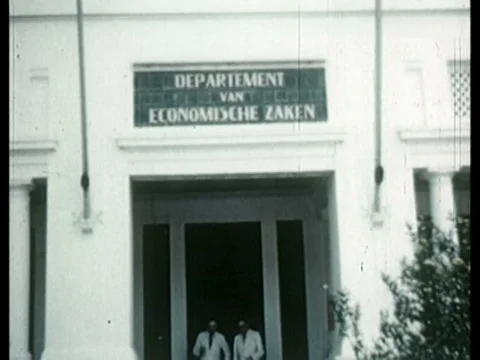 DEPARTEMENT
VAN
ECONOMISCHE ZAKEN